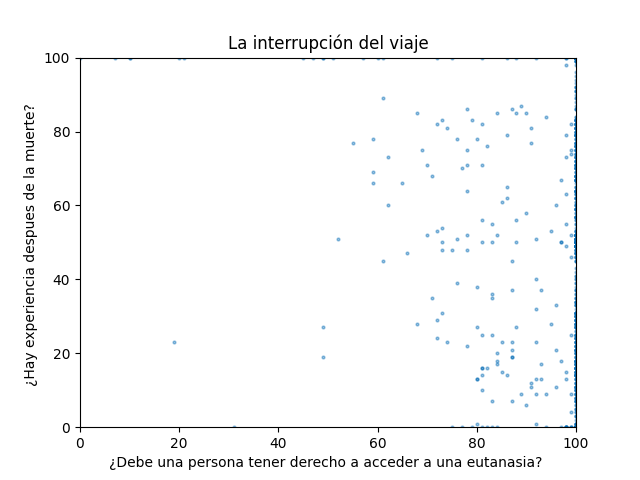 La interrupción del viaje
100
80
60
40
20
0
¿Hay experiencia despues de la muerte?
0 20 40 60 80 100
¿Debe una persona tener derecho a acceder a una eutanasia?